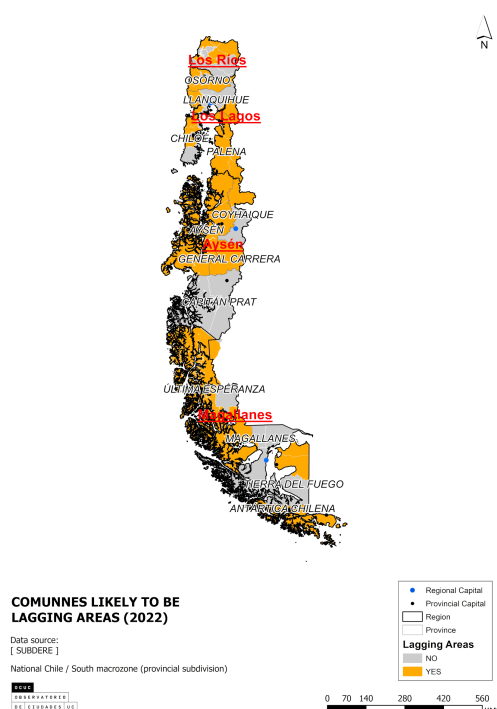 N
Los Ríos
OSORNO
LLANQUIHUE
Los Lagos
CHILOÉ
PALENA
COYHAIQUE
AYSÉN
Aysén
GENERAL CARRERA
CAPITÁN PRAT
ÚLTIMA ESPERANZA
Magallanes
MAGALLANES
TIERRA DEL FUEGO
ANTÁRTICA CHILENA
COMUNNES LIKELY TO BE
LAGGING AREAS (2022)
Data source:
[ SUBDERE ]
National Chile / South macrozone (provincial subdivision)
OCUC
OBSERVATORIO
DE CIUDADES UC
Regional Capital
Provincial Capital
Region
Province
Lagging Areas
NO
YES
0 70 140 280 420 560